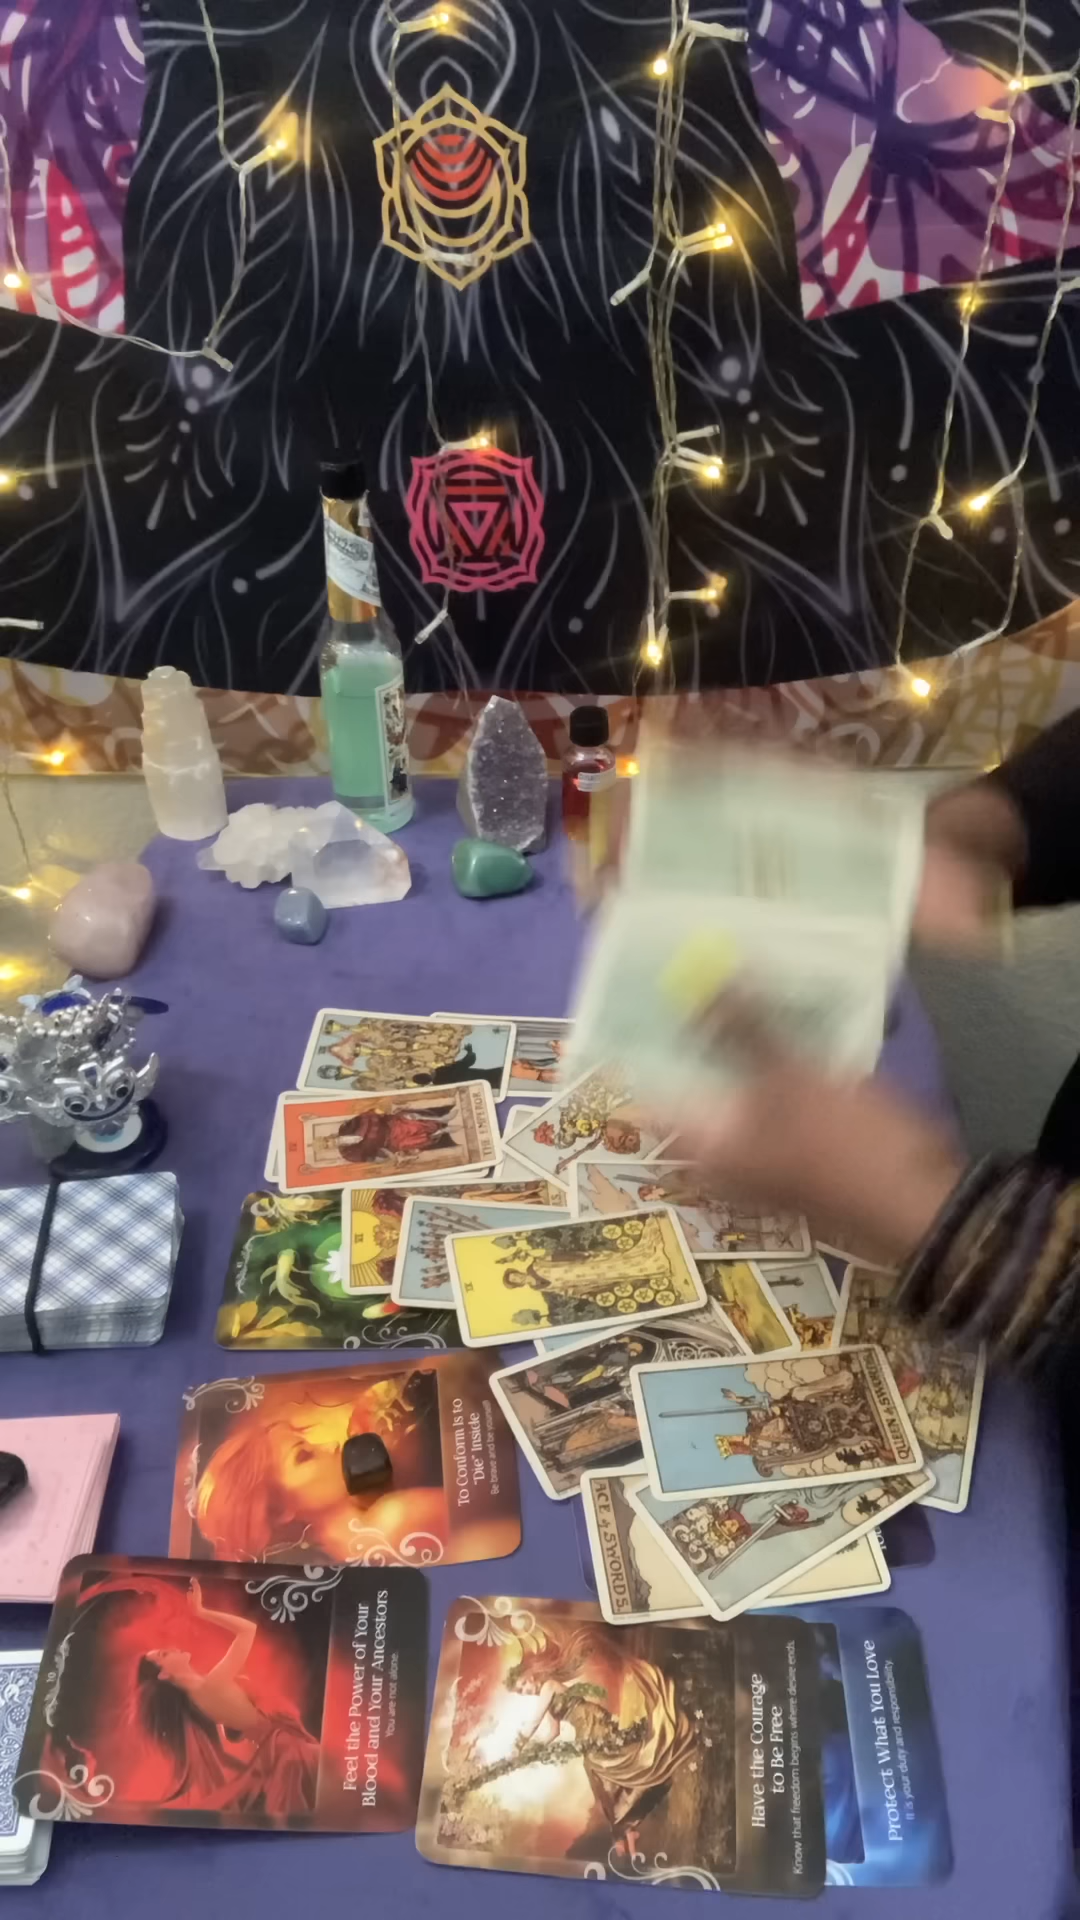 THE EMPEROR
QUEEN of SWORDS
ACE of SWORDS.
To Conform is to
"Die" Inside
Be brave and be yourself.
10
Feel the Power of Your
Blood and Your Ancestors
You are not alone.
Have the Courage
to Be Free
Know that freedom begins where desire ends.
Protect What You Love
It is your duty and responsibility.